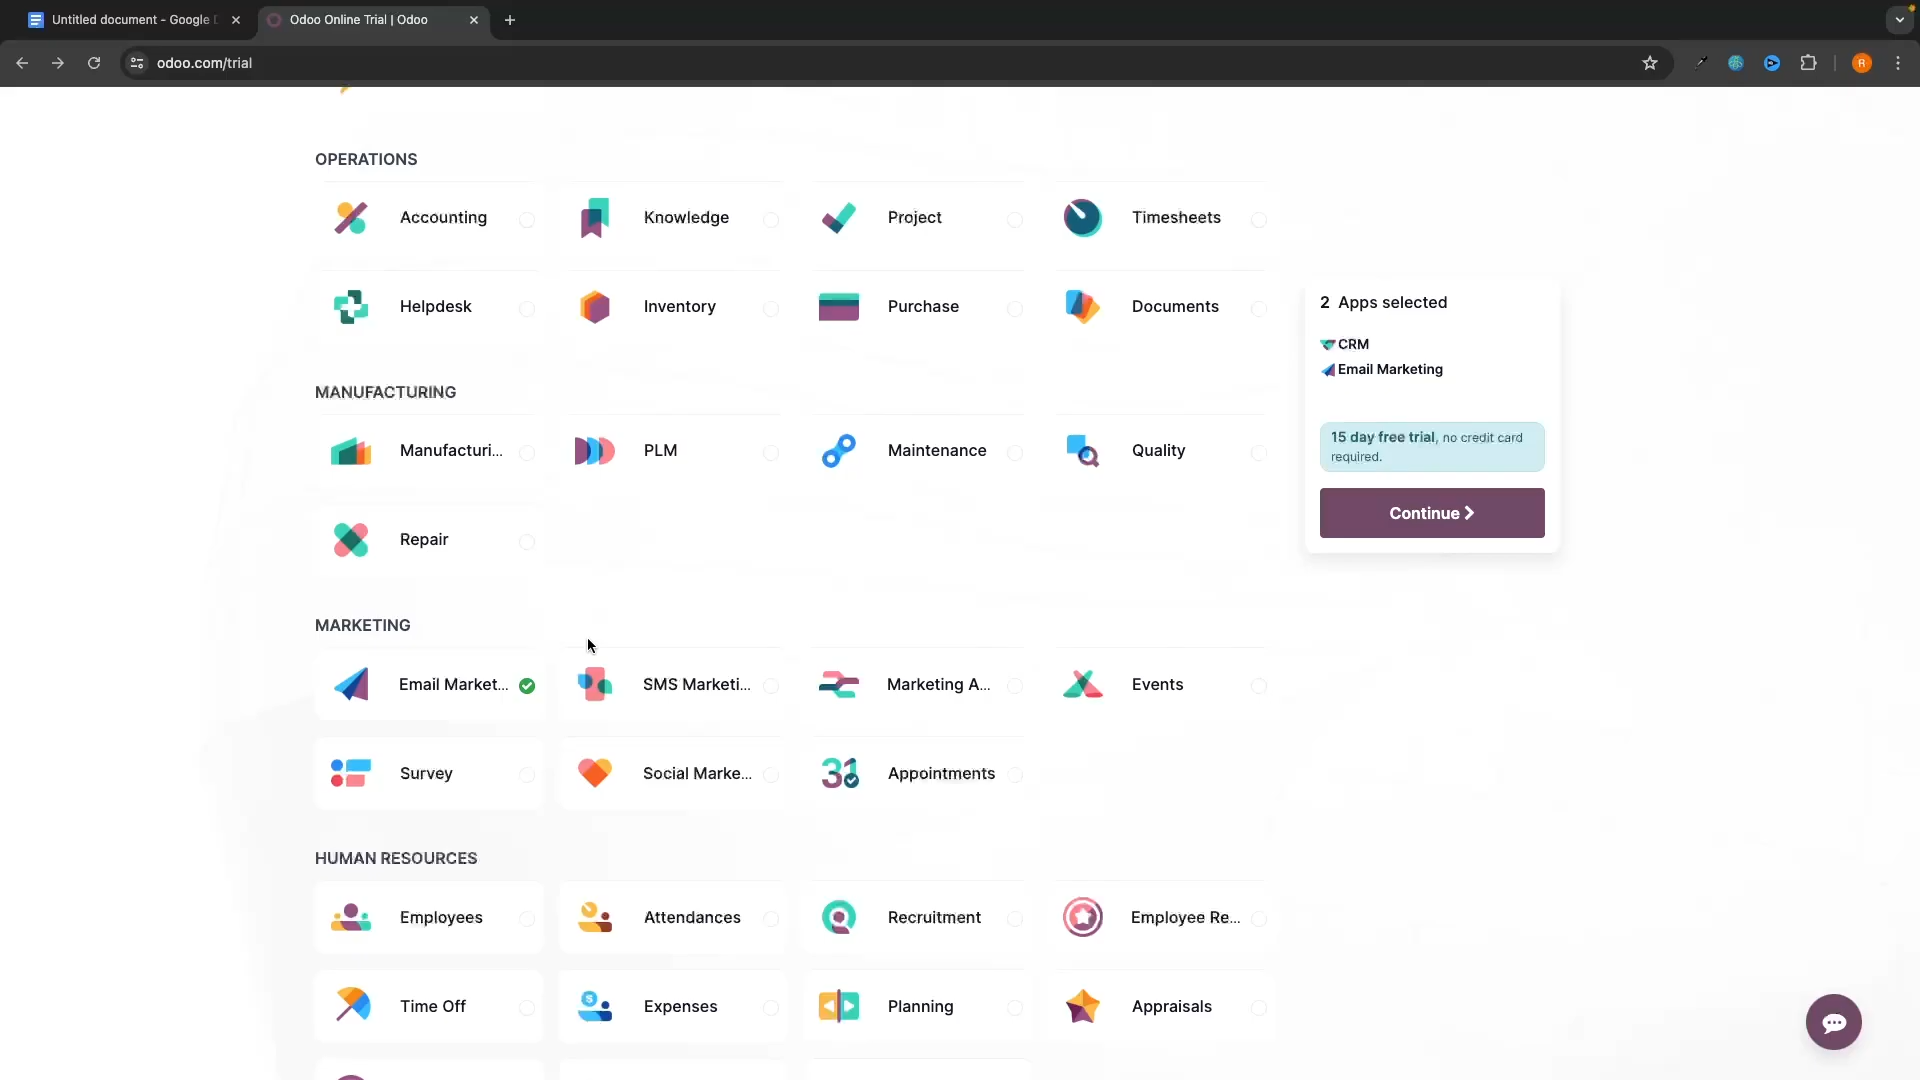 Untitled document - Google D
Odoo Online Trial | Odoo
odoo.com/trial
R
OPERATIONS
Accounting
Knowledge
Project
Timesheets
Helpdesk
Inventory
Purchase
Documents
2 Apps selected
CRM
Email Marketing
15 day free trial, no credit card
required.
Continue
MANUFACTURING
Manufacturi...
PLM
Maintenance
Quality
Repair
MARKETING
Email Market...
SMS Marketi...
Marketing A...
Events
Survey
Social Marke...
31
Appointments
HUMAN RESOURCES
Employees
Attendances
Recruitment
Employee Re...
Time Off
Expenses
Planning
Appraisals